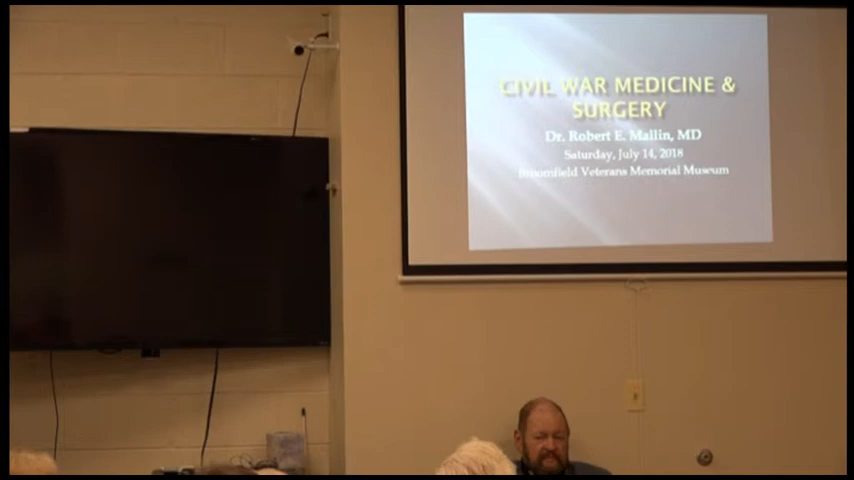 CIVIL WAR MEDICINE &
SURGERY
Dr. Robert E. Mallin, MD
Saturday, July 14, 2018
Broomfield Veterans Memorial Museum